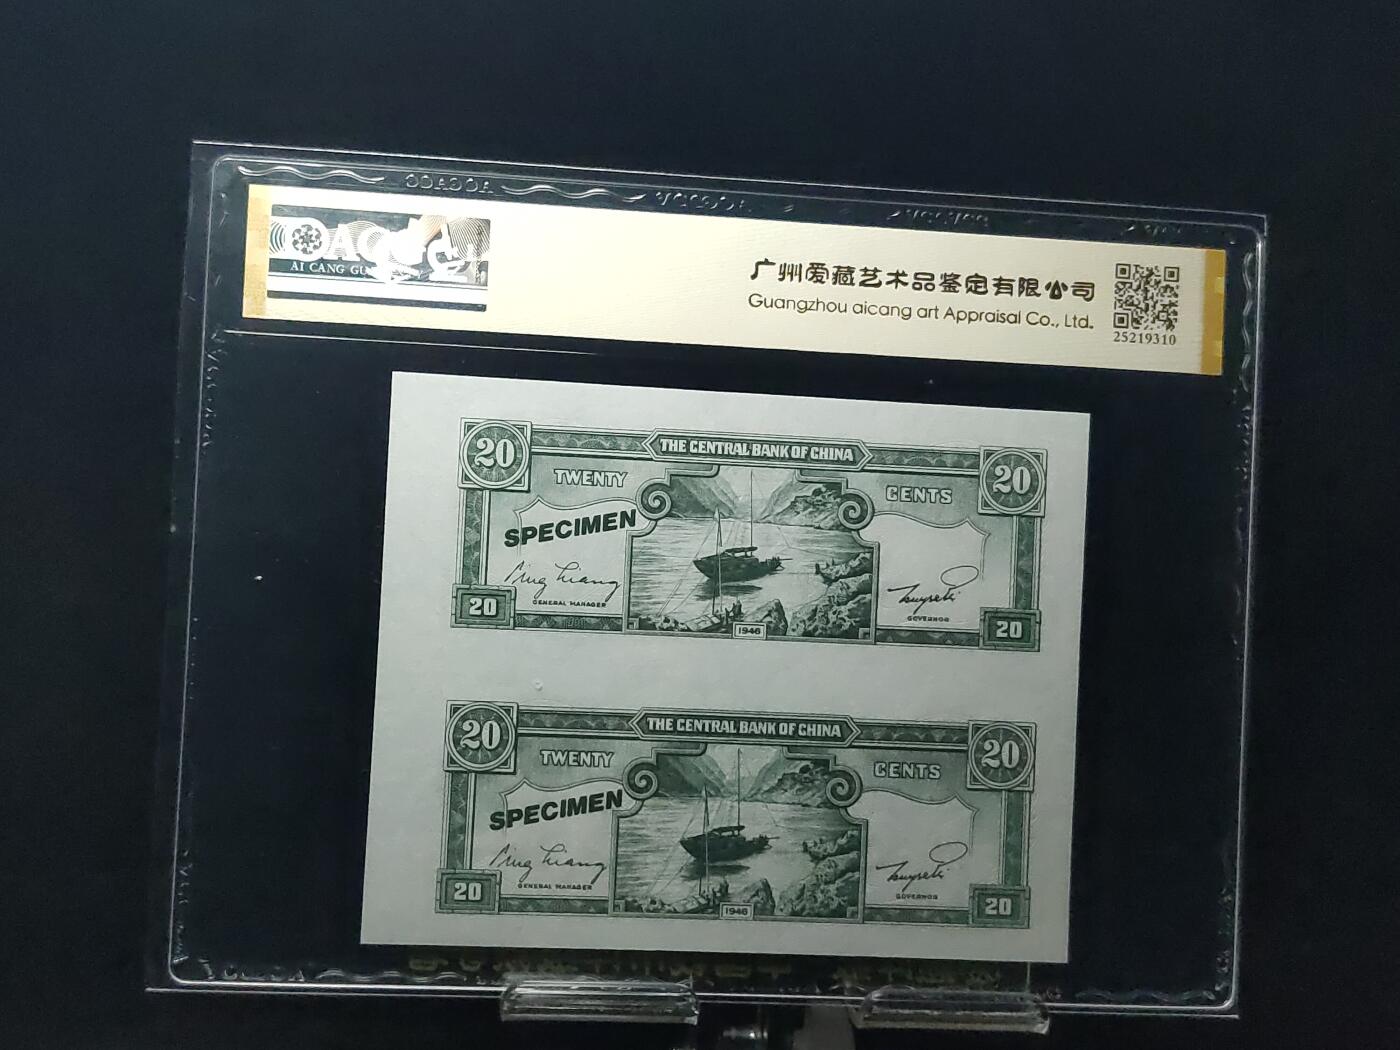 AI CANG GU
广州爱藏艺术品鉴定有限公司
Guangzhou aicang art Appraisal Co., Ltd.
25219310
20
THE CENTRAL BANK OF CHINA
20
TWENTY
CENTS
SPECIMEN
GENERAL MANAGER
GOVERNOR
20
1946
20
20
THE CENTRAL BANK OF CHINA
20
TWENTY
CENTS
SPECIMEN
GENERAL MANAGER
GOVERNOR
20
1946
20